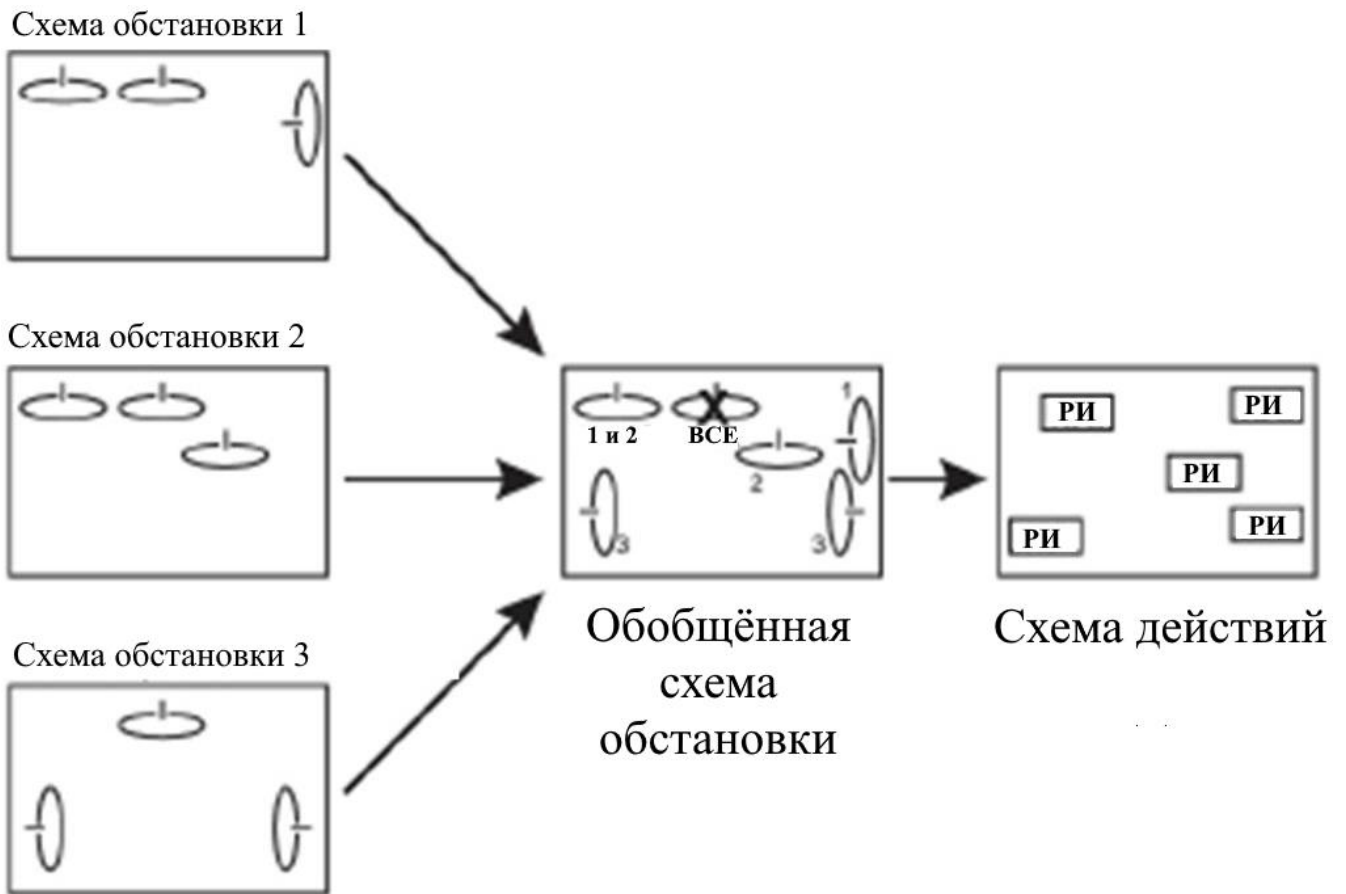 Схема обстановки 1
Схема обстановки 2
1
1 и 2
ВСЕ
2
3
3
РИ
РИ
РИ
РИ
РИ
Обобщённая
схема
обстановки
Схема действий
Схема обстановки 3